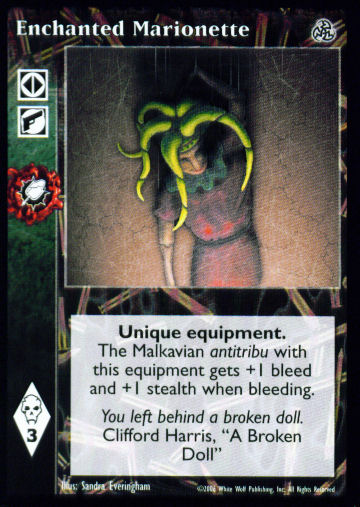 Enchanted Marionette
Unique equipment.
The Malkavian antitribu with
this equipment gets +1 bleed
and +1 stealth when bleeding.
You left behind a broken doll.
Clifford Harris, "A Broken
Doll"
3
Illus: Sandra Everingham ©2006 White Wolf Publishing, Inc. All Rights Reserved